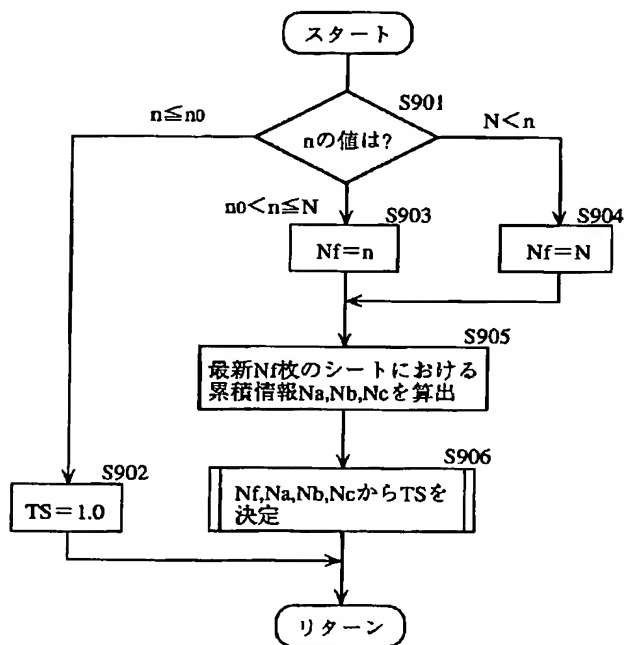 スタート
S901
n≦n0
N<n
nの値は?
n0<n≦N
S903
S904
Nf=n
Nf=N
S905
最新Nf枚のシートにおける
累積情報Na,Nb,Ncを算出
S902
S906
TS=1.0
Nf,Na,Nb,NcからTSを
決定
リターン